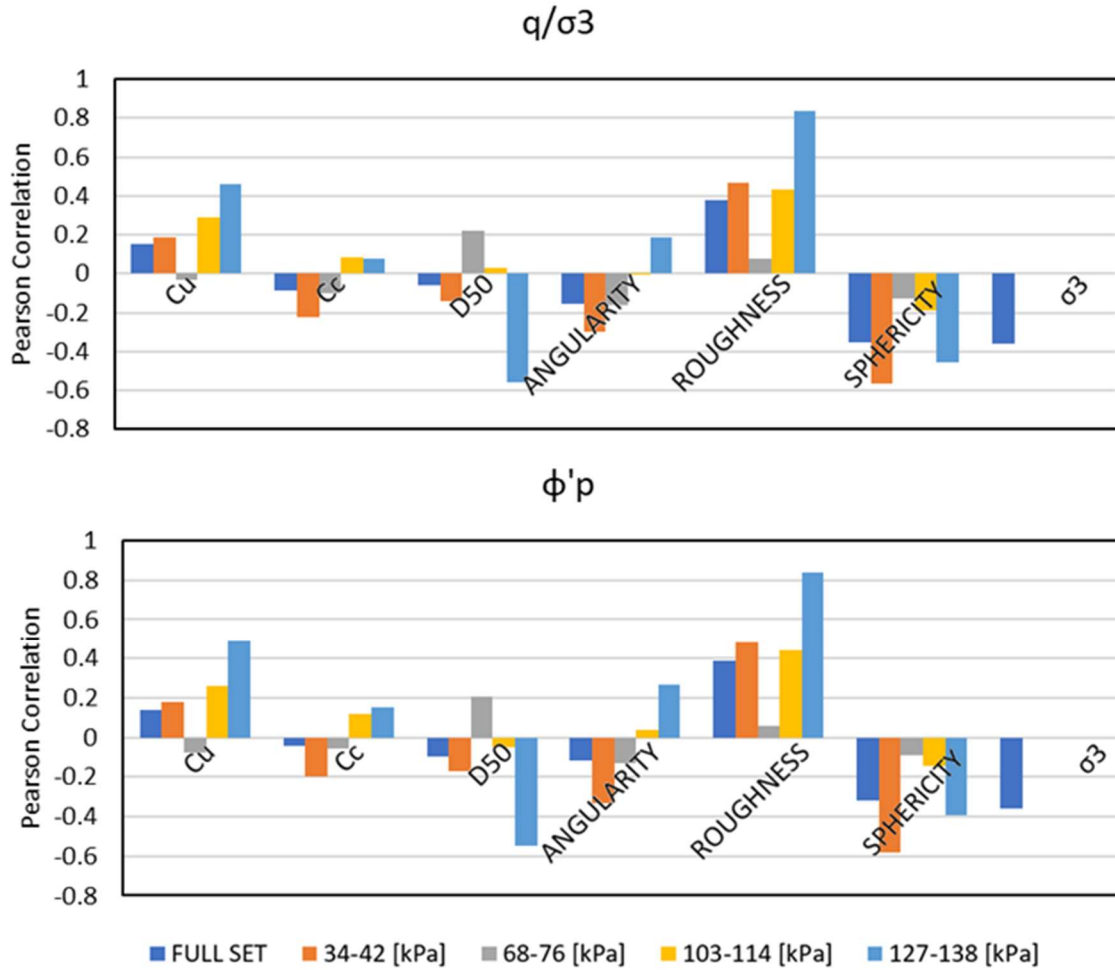 q/σ3
Pearson Correlation
1
0.8
0.6
0.4
0.2
0
-0.2
-0.4
-0.6
-0.8
Cu
Cc
D50
ANGULARITY
ROUGHNESS
SPHERICITY
σ3
ϕ'p
Pearson Correlation
1
0.8
0.6
0.4
0.2
0
-0.2
-0.4
-0.6
-0.8
Cu
Cc
D50
ANGULARITY
ROUGHNESS
SPHERICITY
σ3
FULL SET 34-42 [kPa] 68-76 [kPa] 103-114 [kPa] 127-138 [kPa]